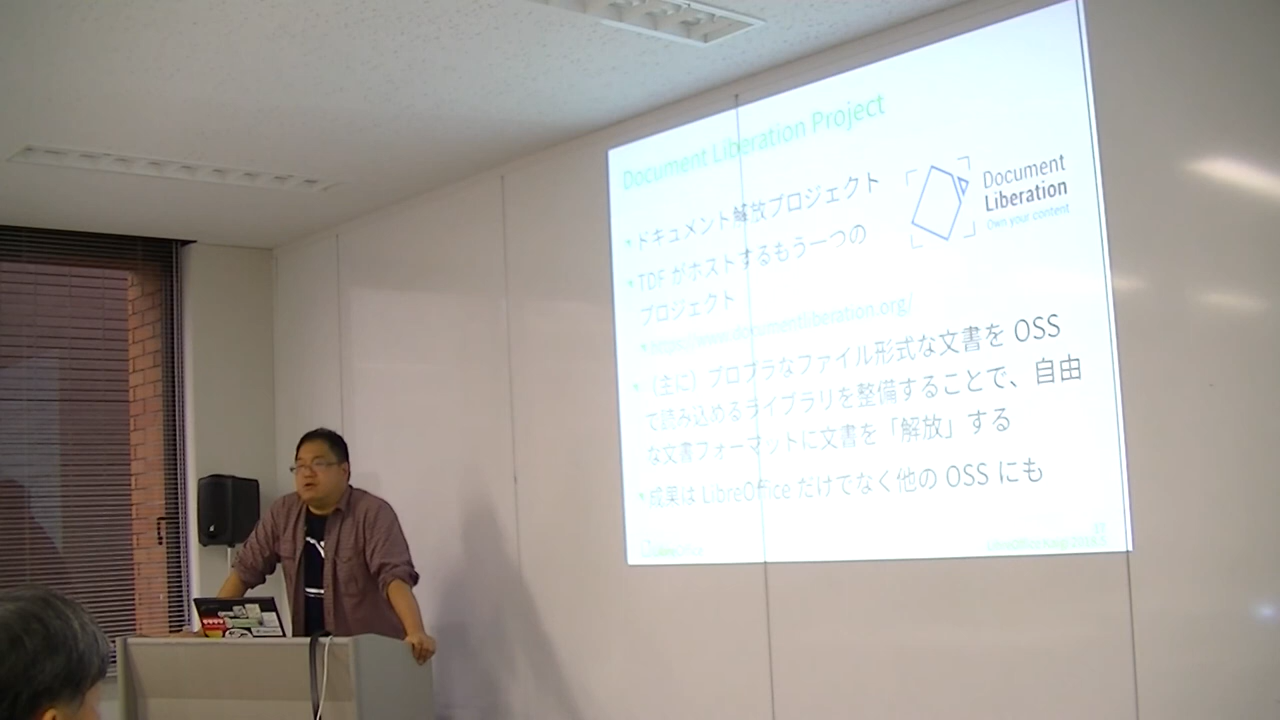 Document Liberation Project
Document
Liberation
Own your content
ドキュメント解放プロジェクト
TDF がホストするもう一つの
プロジェクト
https://www.documentliberation.org/
（主に）プロプラなファイル形式な文書を OSS
で読み込めるライブラリを整備することで、自由
な文書フォーマットに文書を「解放」する
成果は LibreOffice だけでなく他の OSS にも
LibreOffice